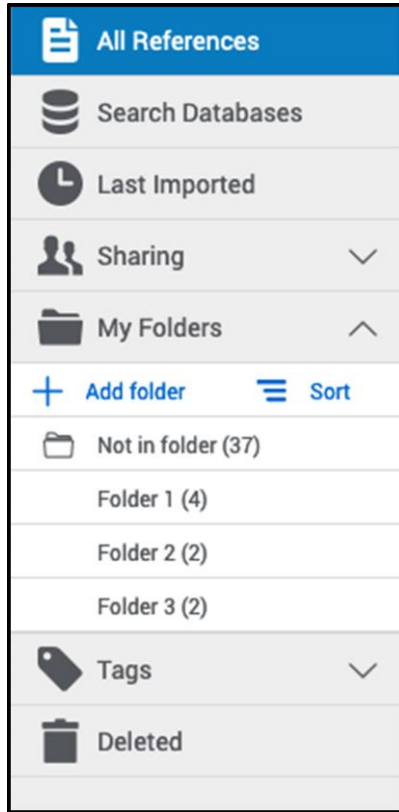 All References
Search Databases
Last Imported
Sharing
My Folders
Add folder Sort
Not in folder (37)
Folder 1 (4)
Folder 2 (2)
Folder 3 (2)
Tags
Deleted